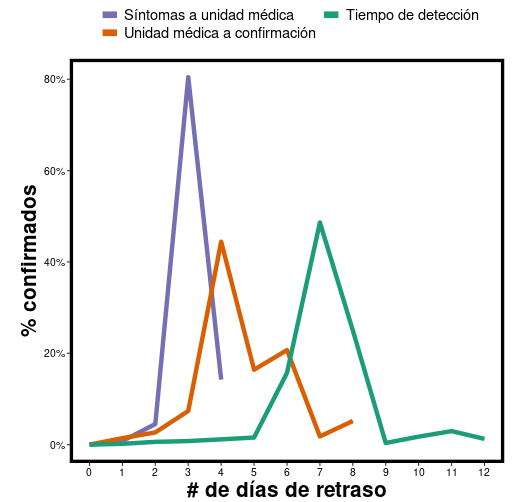 Síntomas a unidad médica
Tiempo de detección
Unidad médica a confirmación
80%
60%
40%
20%
0%
% confirmados
0 1 2 3 4 5 6 7 8 9 10 11 12
# de días de retraso